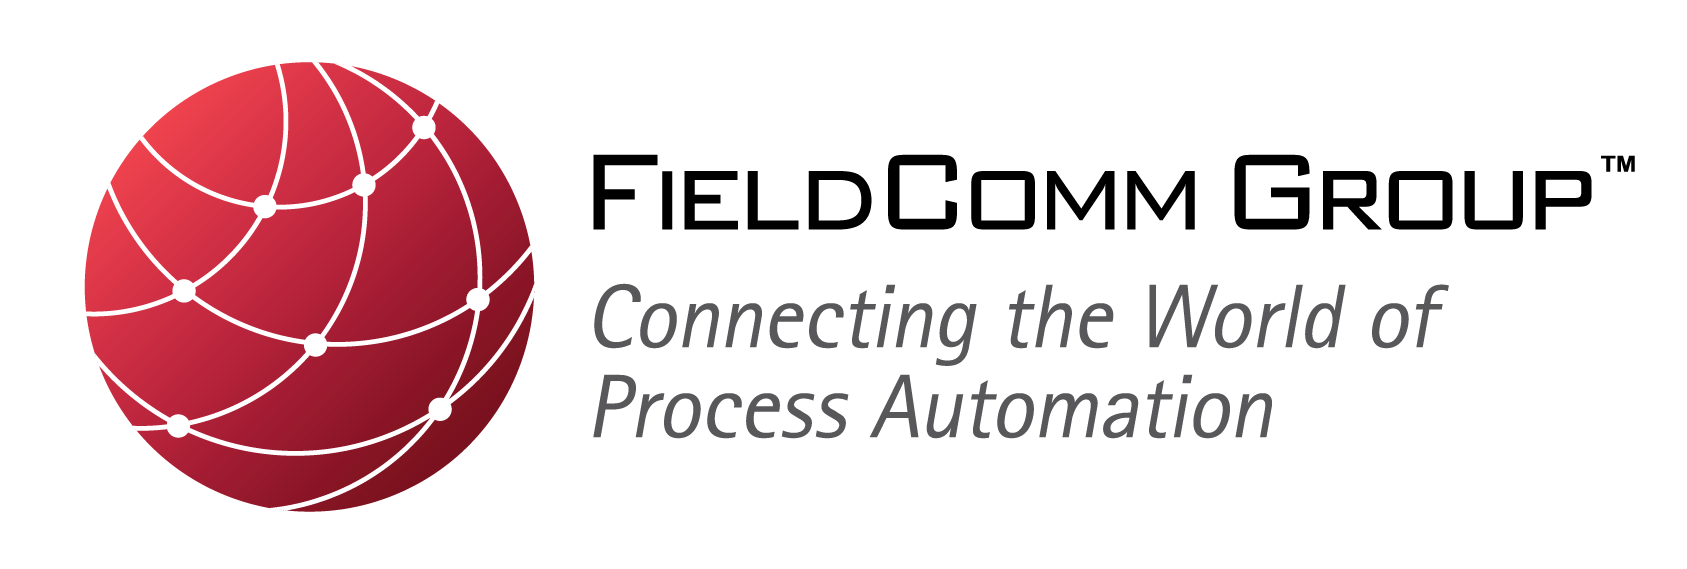 FieldComm Group™
Connecting the World of
Process Automation